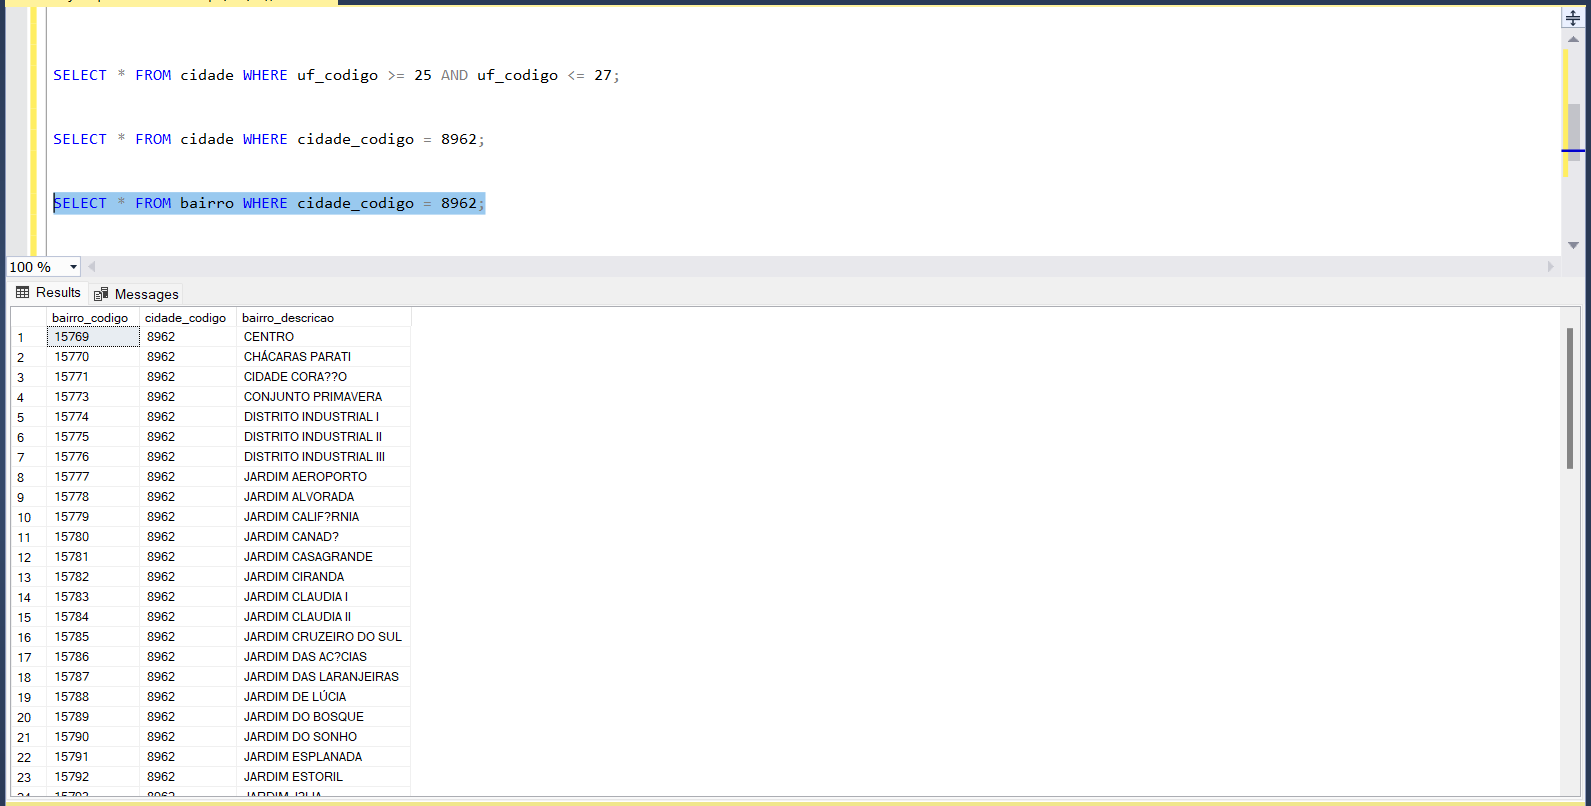 SELECT * FROM cidade WHERE uf_codigo >= 25 AND uf_codigo <= 27;
SELECT * FROM cidade WHERE cidade_codigo = 8962;
SELECT * FROM bairro WHERE cidade_codigo = 8962;
100 %
Results Messages
bairro_codigo cidade_codigo bairro_descricao
1 15769 8962 CENTRO
2 15770 8962 CHÁCARAS PARATI
3 15771 8962 CIDADE CORA??O
4 15773 8962 CONJUNTO PRIMAVERA
5 15774 8962 DISTRITO INDUSTRIAL I
6 15775 8962 DISTRITO INDUSTRIAL II
7 15776 8962 DISTRITO INDUSTRIAL III
8 15777 8962 JARDIM AEROPORTO
9 15778 8962 JARDIM ALVORADA
10 15779 8962 JARDIM CALIF?RNIA
11 15780 8962 JARDIM CANAD?
12 15781 8962 JARDIM CASAGRANDE
13 15782 8962 JARDIM CIRANDA
14 15783 8962 JARDIM CLAUDIA I
15 15784 8962 JARDIM CLAUDIA II
16 15785 8962 JARDIM CRUZEIRO DO SUL
17 15786 8962 JARDIM DAS AC?CIAS
18 15787 8962 JARDIM DAS LARANJEIRAS
19 15788 8962 JARDIM DE LÚCIA
20 15789 8962 JARDIM DO BOSQUE
21 15790 8962 JARDIM DO SONHO
22 15791 8962 JARDIM ESPLANADA
23 15792 8962 JARDIM ESTORIL
24 15793 8962 JARDIM